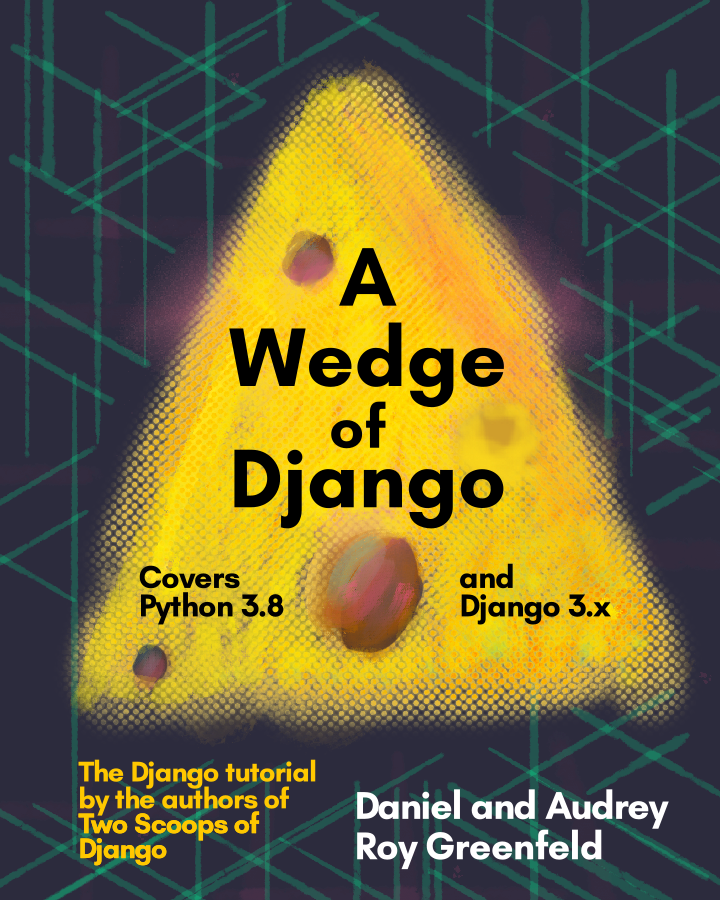 A
Wedge
of
Django
Covers
Python 3.8
and
Django 3.x
The Django tutorial
by the authors of
Two Scoops of
Django
Daniel and Audrey
Roy Greenfeld